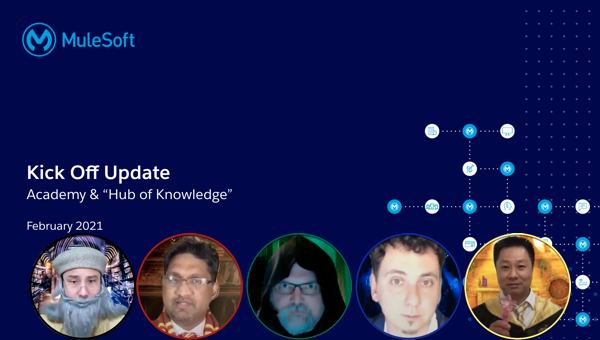 MuleSoft
Kick Off Update
Academy & “Hub of Knowledge”
February 2021